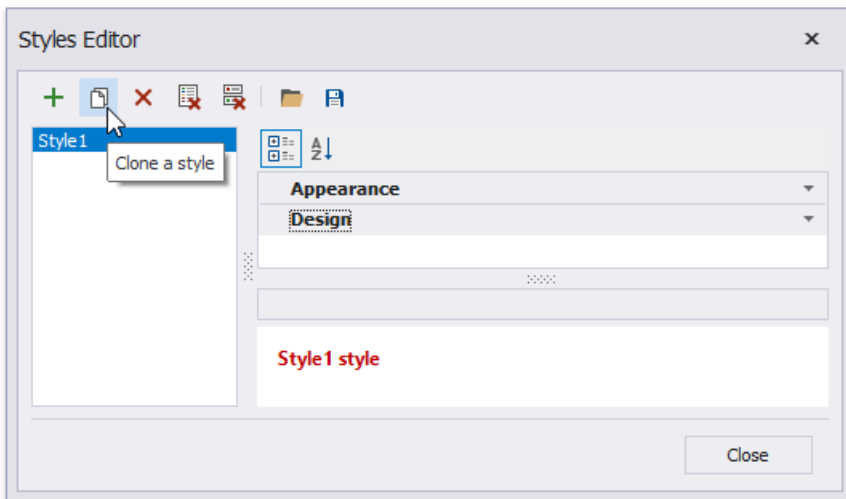 Styles Editor
Style1
Clone a style
Appearance
Design
Style1 style
Close